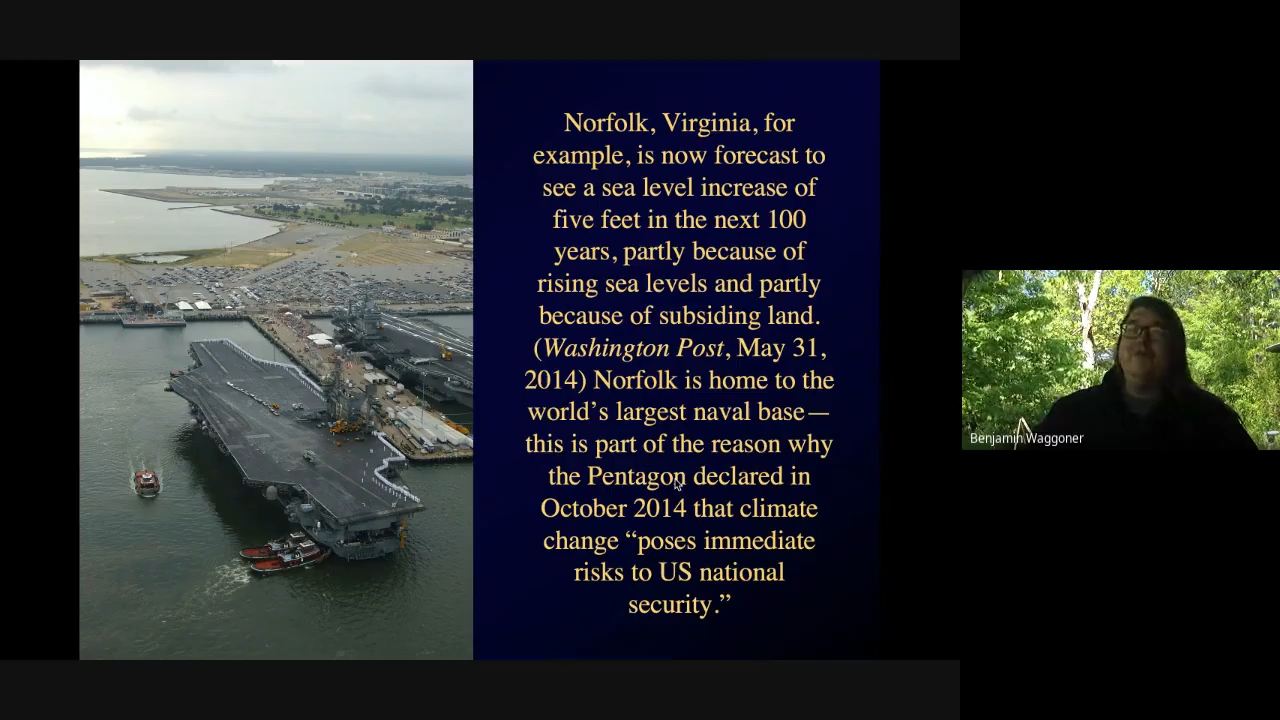 Norfolk, Virginia, for
example, is now forecast to
see a sea level increase of
five feet in the next 100
years, partly because of
rising sea levels and partly
because of subsiding land.
(Washington Post, May 31,
2014) Norfolk is home to the
world’s largest naval base—
this is part of the reason why
the Pentagon declared in
October 2014 that climate
change “poses immediate
risks to US national
security.”
Benjamin Waggoner